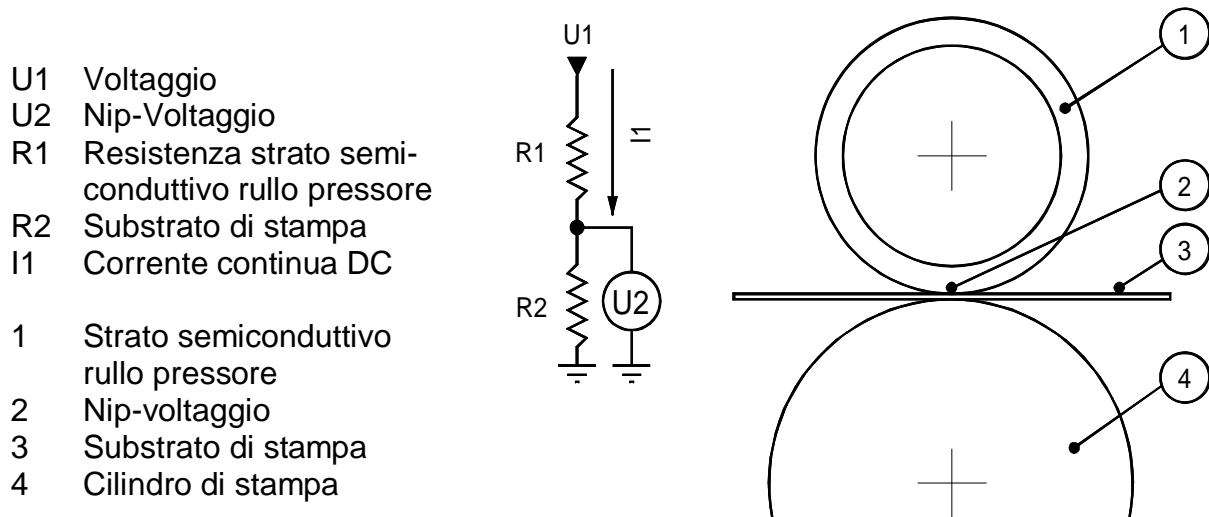 U1 Voltaggio
U2 Nip-Voltaggio
R1 Resistenza strato semi-
conduttivo rullo pressore
R2 Substrato di stampa
I1 Corrente continua DC
1 Strato semiconduttivo
rullo pressore
2 Nip-voltaggio
3 Substrato di stampa
4 Cilindro di stampa
U1
I1
R1
R2
U2
1
2
3
4